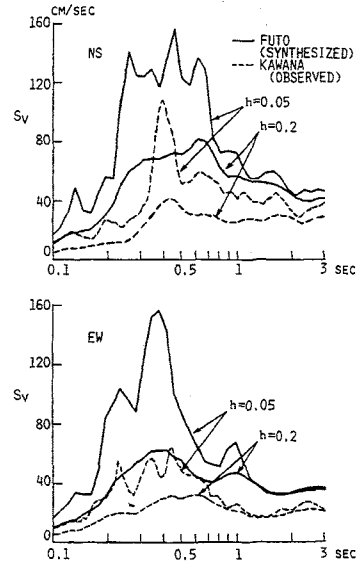 CM/SEC
160
NS
FUTO
(SYNTHESIZED)
KAWANA
(OBSERVED)
120
h=0.05
Sv
80
h=0.2
40
0
0.1 0.5 1 3
SEC
160
EW
120
Sv
h=0.05
80
h=0.2
40
0
0.1 SEC 0.5 1 3